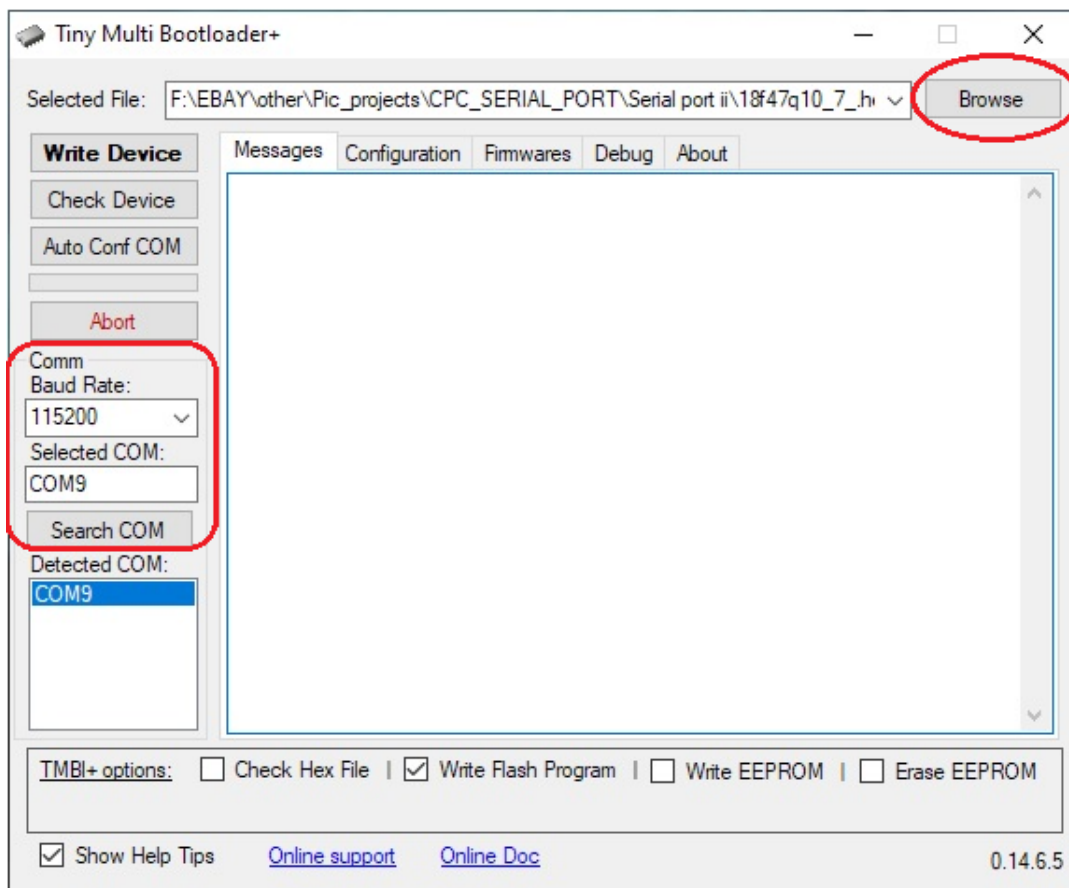 Tiny Multi Bootloader+
Selected File: F:\EBAY\other\Pic_projects\CPC_SERIAL_PORT\Serial port ii\18f47q10_7_.h Browse
Write Device
Check Device
Auto Conf COM
Abort
Comm
Baud Rate:
115200
Selected COM:
COM9
Search COM
Detected COM:
COM9
Messages Configuration Firmwares Debug About
TMBl+ options: Check Hex File | Write Flash Program | Write EEPROM | Erase EEPROM
Show Help Tips Online support Online Doc 0.14.6.5